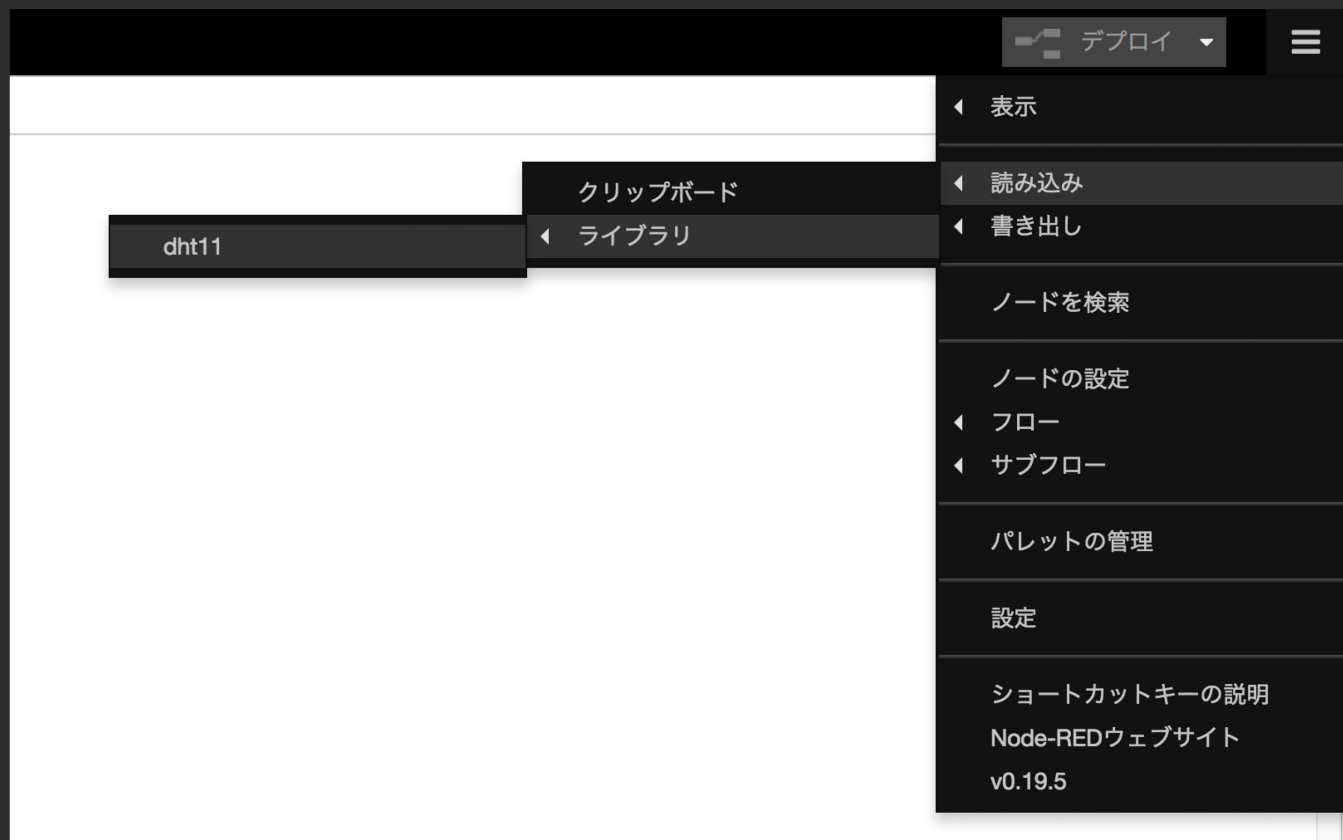 デプロイ
表示
読み込み
クリップボード
ライブラリ
dht11
書き出し
ノードを検索
ノードの設定
フロー
サブフロー
パレットの管理
設定
ショートカットキーの説明
Node-REDウェブサイト
v0.19.5